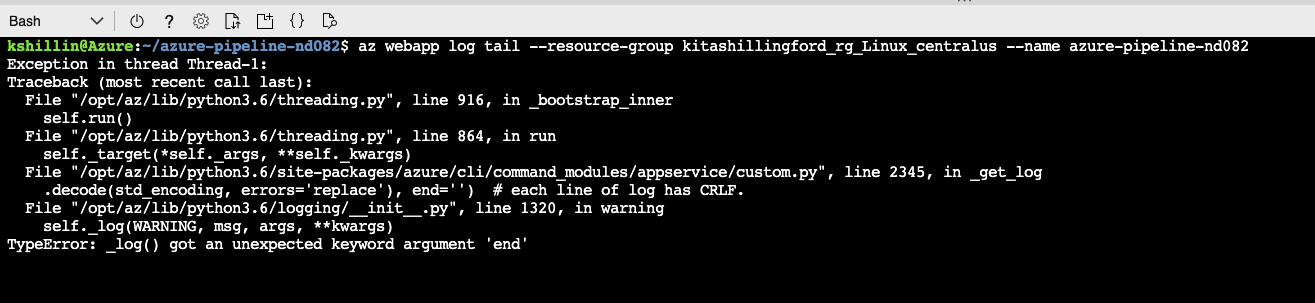 Bash
?
{}
kshillin@Azure:~/azure-pipeline-nd082$ az webapp log tail --resource-group kitashillingford_rg_Linux_centralus --name azure-pipeline-nd082
Exception in thread Thread-1:
Traceback (most recent call last):
  File "/opt/az/lib/python3.6/threading.py", line 916, in _bootstrap_inner
    self.run()
  File "/opt/az/lib/python3.6/threading.py", line 864, in run
    self._target(*self._args, **self._kwargs)
  File "/opt/az/lib/python3.6/site-packages/azure/cli/command_modules/appservice/custom.py", line 2345, in _get_log
    .decode(std_encoding, errors='replace'), end='')  # each line of log has CRLF.
  File "/opt/az/lib/python3.6/logging/__init__.py", line 1320, in warning
    self._log(WARNING, msg, args, **kwargs)
TypeError: _log() got an unexpected keyword argument 'end'